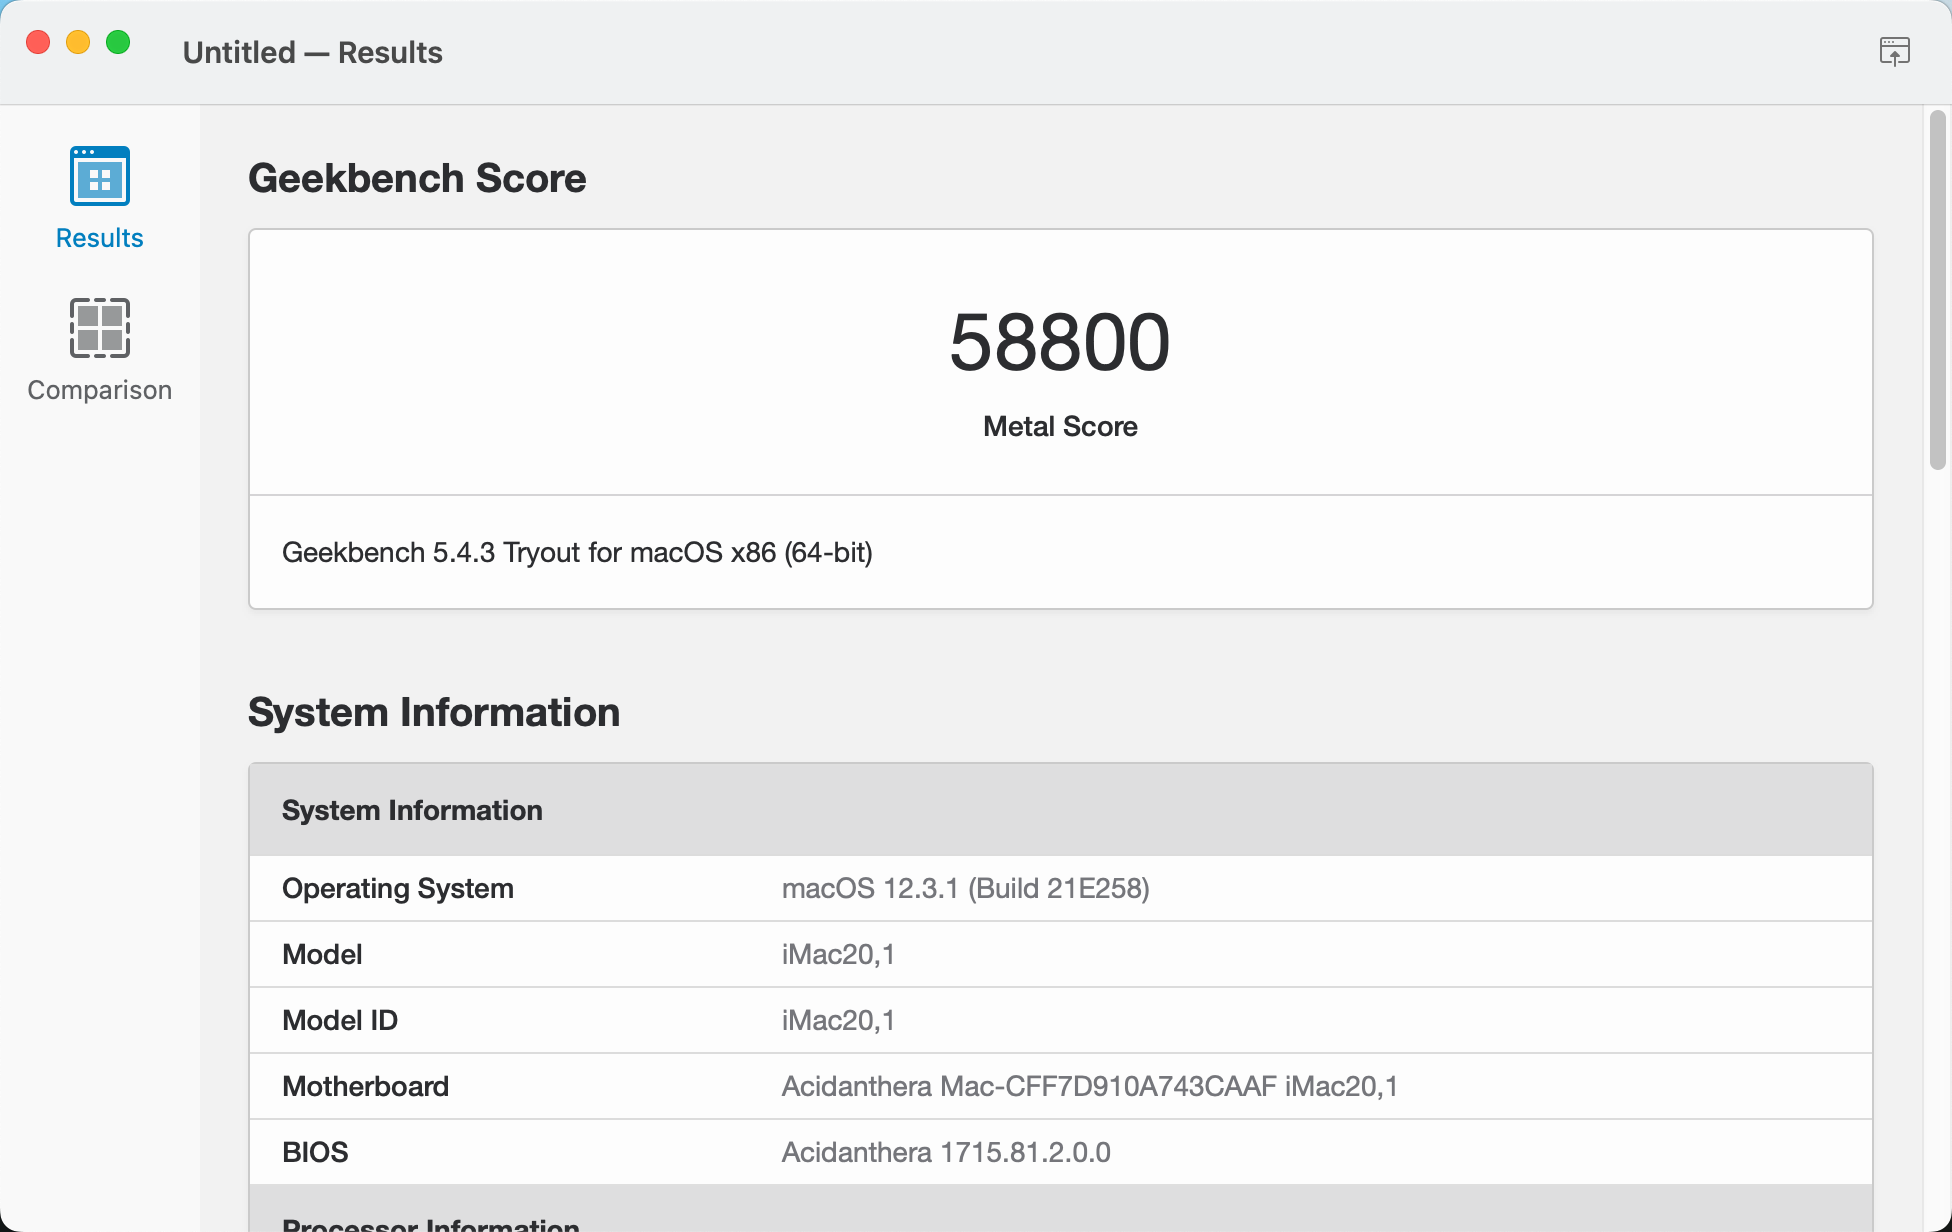 Untitled — Results
Results
Comparison
Geekbench Score
58800
Metal Score
Geekbench 5.4.3 Tryout for macOS x86 (64-bit)
System Information
System Information
Operating System macOS 12.3.1 (Build 21E258)
Model iMac20,1
Model ID iMac20,1
Motherboard Acidanthera Mac-CFF7D910A743CAAF iMac20,1
BIOS Acidanthera 1715.81.2.0.0
Processor Information